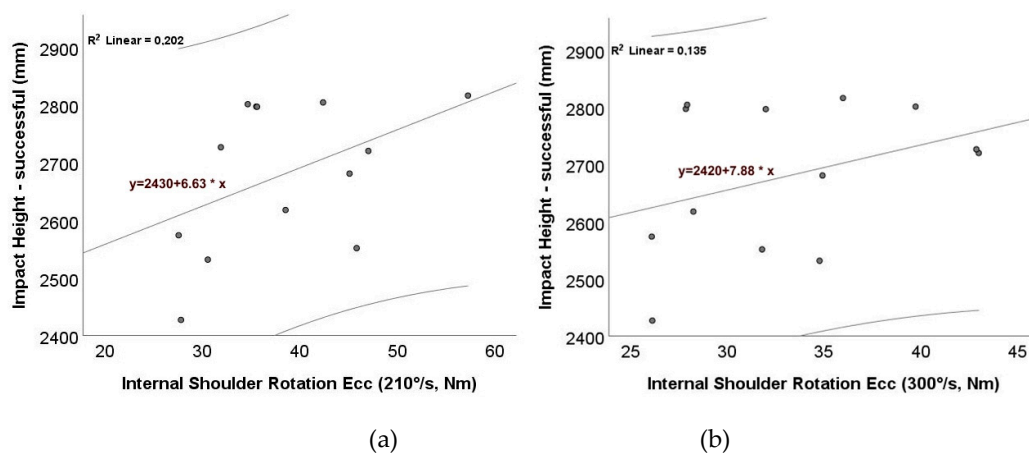 R² Linear = 0,202
2900
2800
2700
2600
2500
2400
y=2430+6.63 * x
Impact Height - successful (mm)
20 30 40 50 60
Internal Shoulder Rotation Ecc (210°/s, Nm)
(a)
R² Linear = 0,135
2900
2800
2700
2600
2500
2400
y=2420+7.88 * x
Impact Height - successful (mm)
25 30 35 40 45
Internal Shoulder Rotation Ecc (300°/s, Nm)
(b)